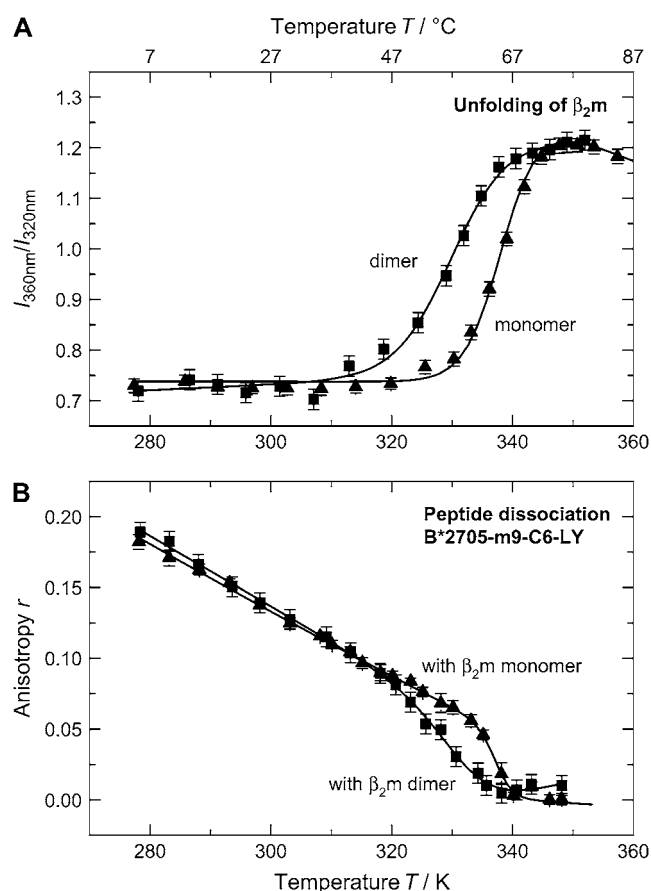 A
Temperature T / °C
7 27 47 67 87
Unfolding of β₂m
1.3
1.2
1.1
1.0
0.9
0.8
0.7
I360nm/I320nm
dimer
monomer
280 300 320 340 360
B
Peptide dissociation
B*2705-m9-C6-LY
0.20
0.15
0.10
0.05
0.00
Anisotropy r
with β₂m monomer
with β₂m dimer
280 300 320 340 360
Temperature T / K